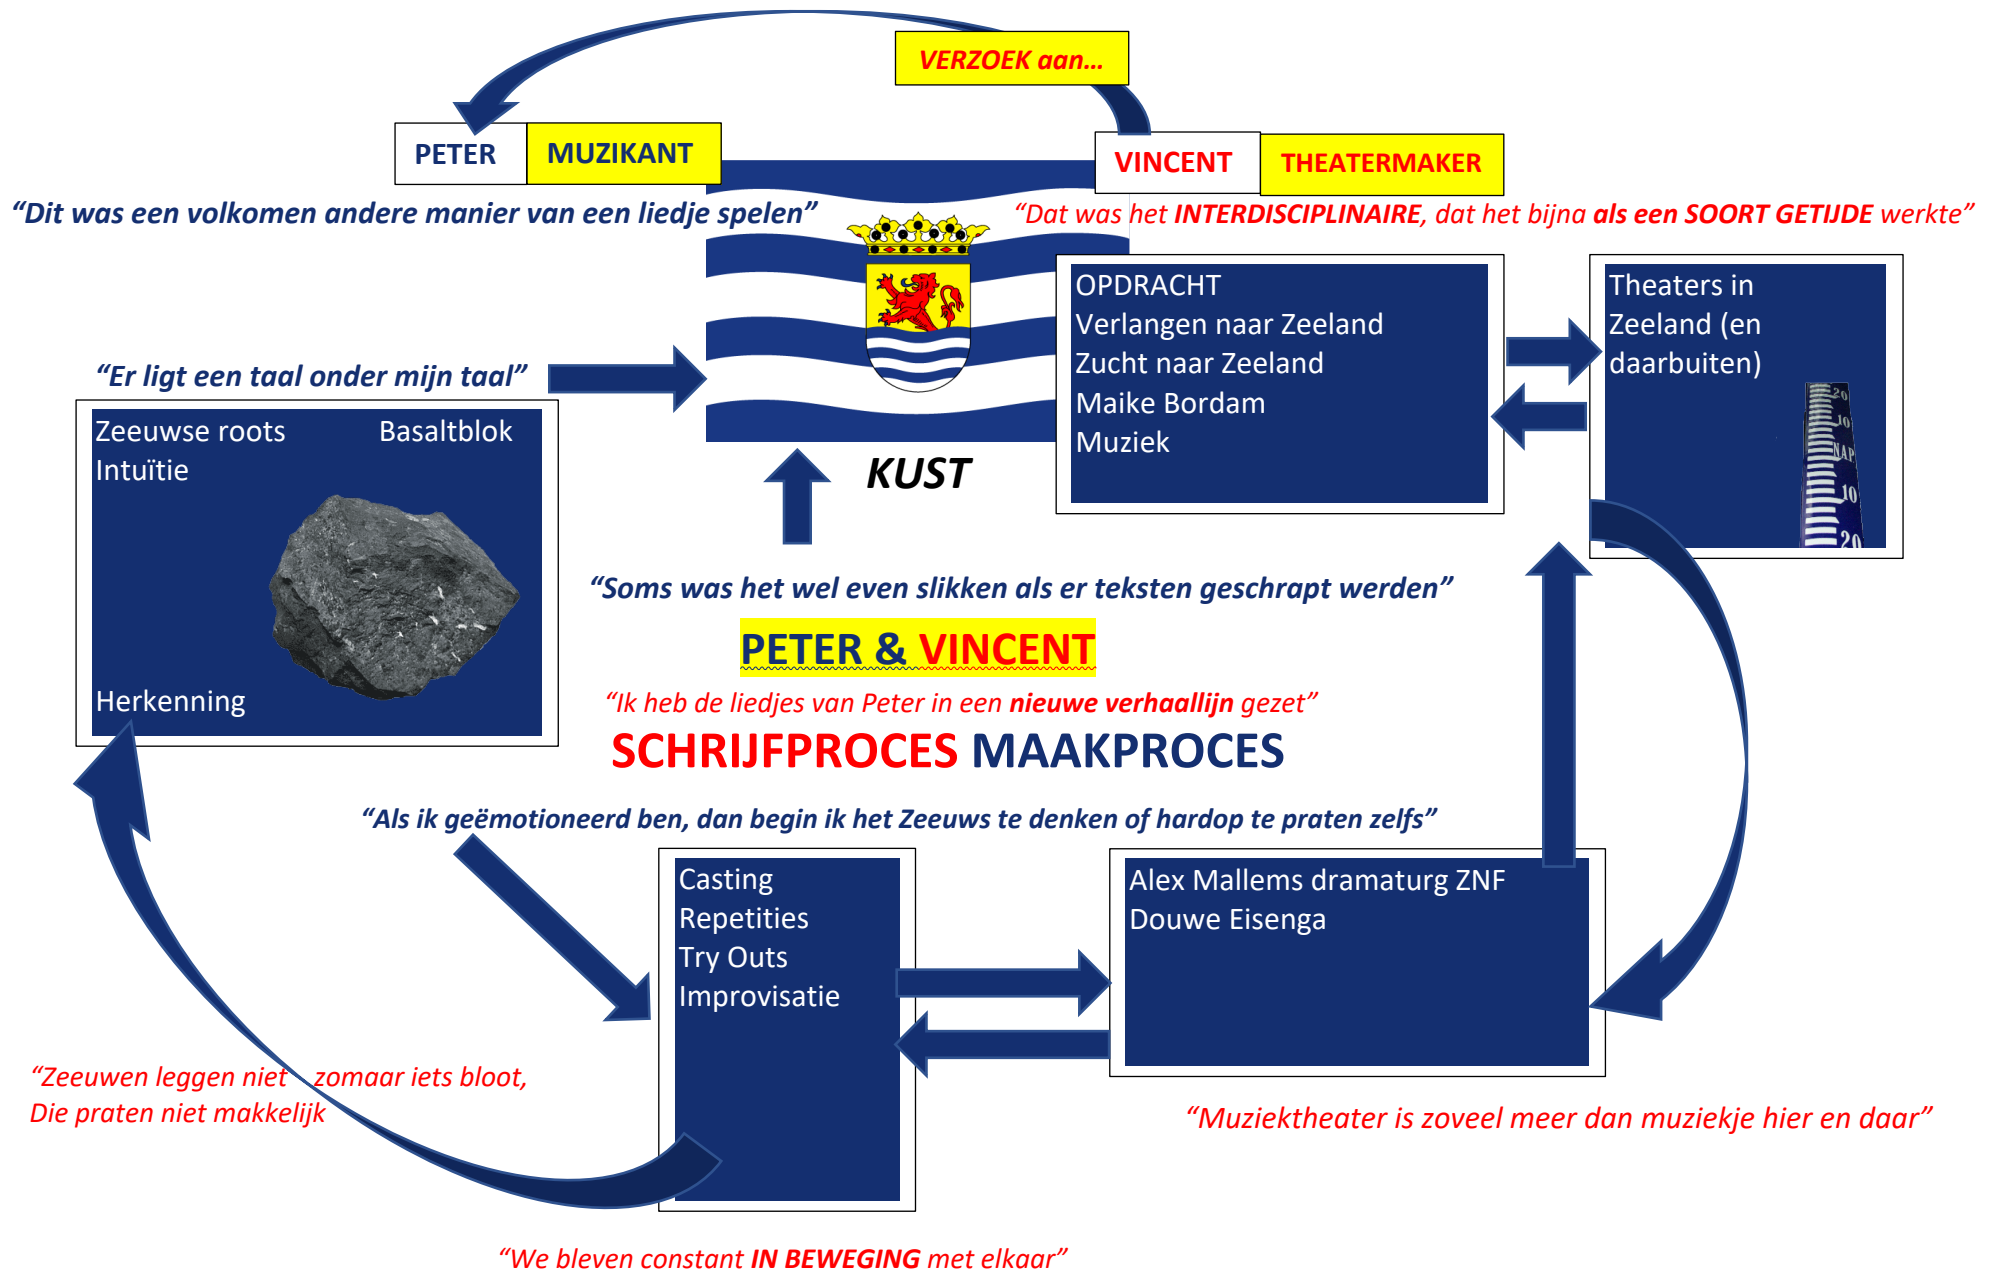 VERZOEK aan...
PETER MUZIKANT
VINCENT THEATERMAKER
“Dit was een volkomen andere manier van een liedje spelen”
“Dat was het INTERDISCIPLINAIRE, dat het bijna als een SOORT GETIJDE werkte”
OPDRACHT
Verlangen naar Zeeland
Zucht naar Zeeland
Maike Bordam
Muziek
Theaters in
Zeeland (en
daarbuiten)
20
10
NAP
10
20
“Er ligt een taal onder mijn taal”
Zeeuwse roots Basaltblok
Intuïtie
Herkenning
KUST
“Soms was het wel even slikken als er teksten geschrapt werden”
PETER & VINCENT
“Ik heb de liedjes van Peter in een nieuwe verhaallijn gezet”
SCHRIJFPROCES MAAKPROCES
“Als ik geëmotioneerd ben, dan begin ik het Zeeuws te denken of hardop te praten zelfs”
Casting
Repetities
Try Outs
Improvisatie
Alex Mallems dramaturg ZNF
Douwe Eisenga
“Zeeuwen leggen niet zomaar iets bloot,
Die praten niet makkelijk
“Muziektheater is zoveel meer dan muziekje hier en daar”
“We bleven constant IN BEWEGING met elkaar”